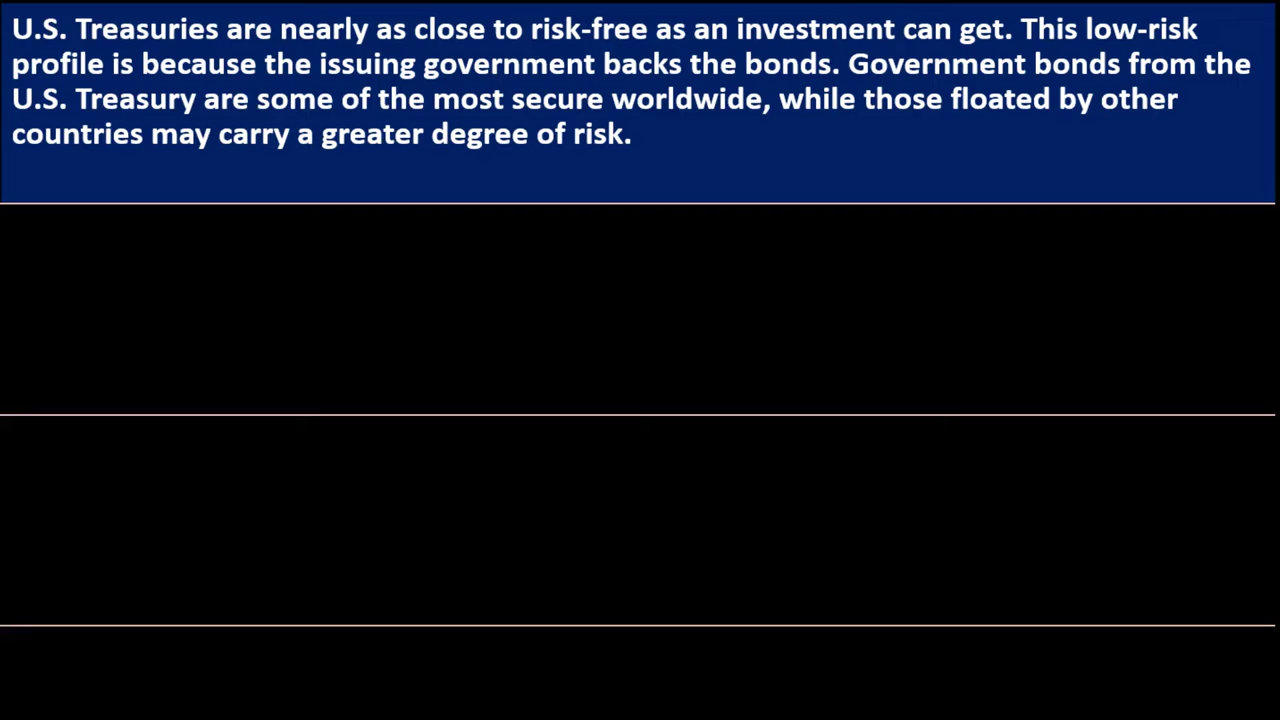 U.S. Treasuries are nearly as close to risk-free as an investment can get. This low-risk
profile is because the issuing government backs the bonds. Government bonds from the
U.S. Treasury are some of the most secure worldwide, while those floated by other
countries may carry a greater degree of risk.